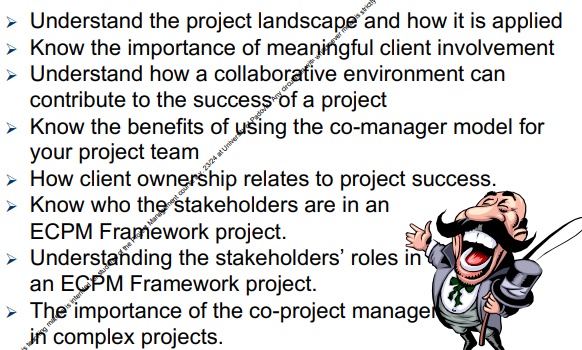 ➢ Understand the project landscape and how it is applied
➢ Know the importance of meaningful client involvement
➢ Understand how a collaborative environment can
contribute to the success of a project
➢ Know the benefits of using the co-manager model for
your project team
➢ How client ownership relates to project success.
➢ Know who the stakeholders are in an
ECPM Framework project.
➢ Understanding the stakeholders' roles in
an ECPM Framework project.
➢ The importance of the co-project manager
in complex projects.